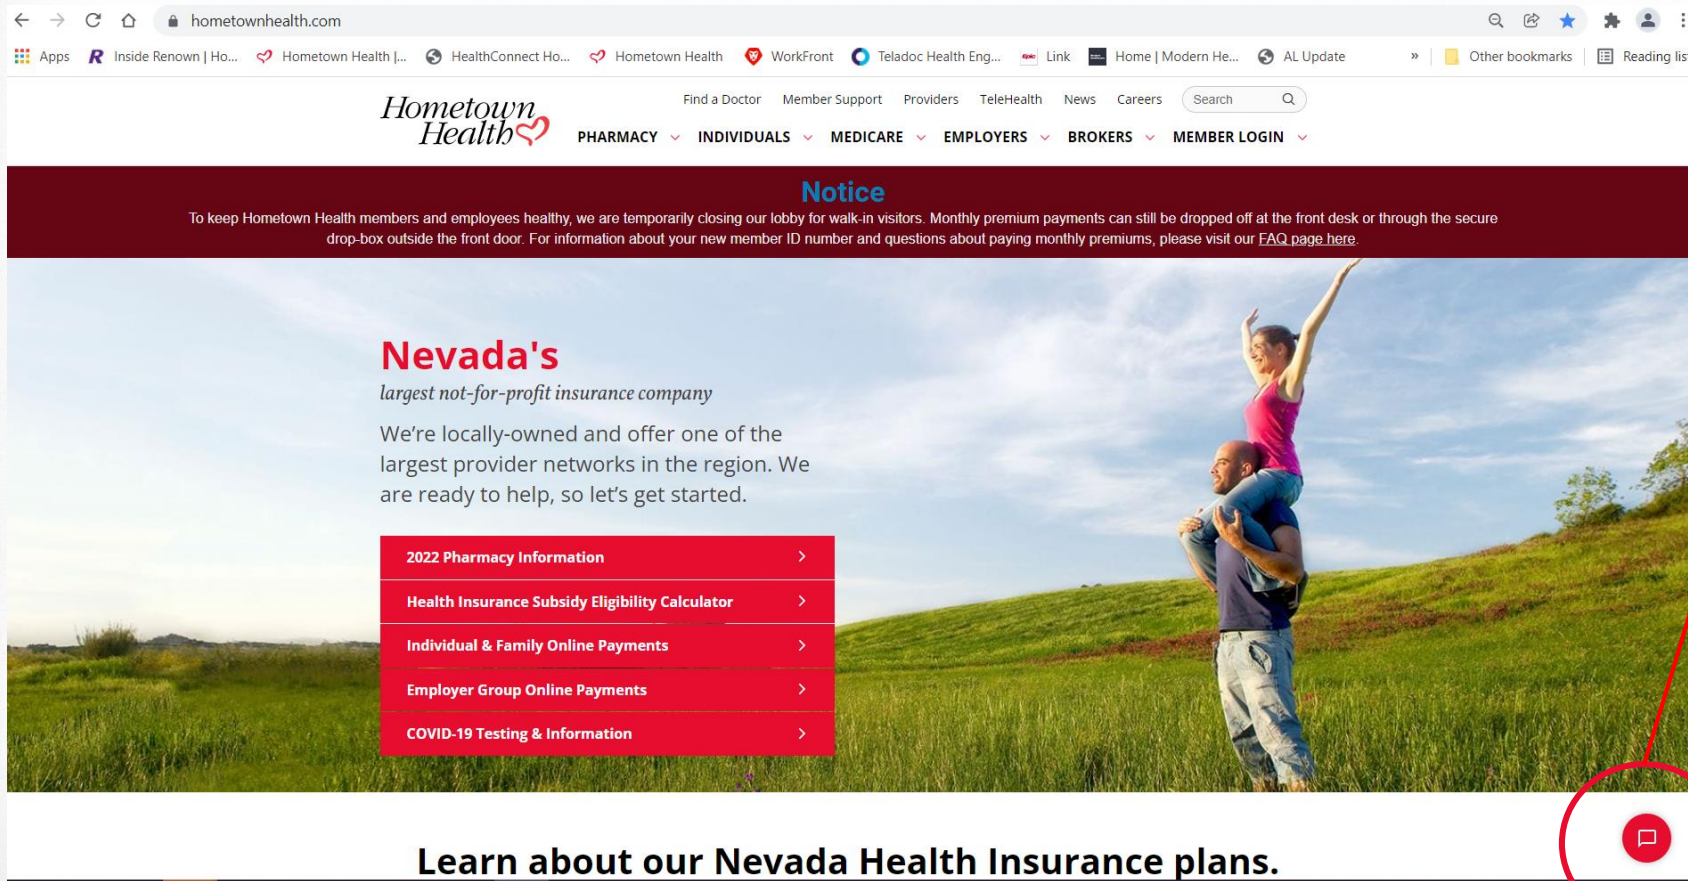 hometownhealth.com
Apps Inside Renown | Ho... Hometown Health |... HealthConnect Ho... Hometown Health WorkFront Teladoc Health Eng... Epic Link Home | Modern He... AL Update » Other bookmarks Reading lis
Hometown
Health
Find a Doctor Member Support Providers TeleHealth News Careers Search
PHARMACY INDIVIDUALS MEDICARE EMPLOYERS BROKERS MEMBER LOGIN
Notice
To keep Hometown Health members and employees healthy, we are temporarily closing our lobby for walk-in visitors. Monthly premium payments can still be dropped off at the front desk or through the secure
drop-box outside the front door. For information about your new member ID number and questions about paying monthly premiums, please visit our FAQ page here.
Nevada's
largest not-for-profit insurance company
We’re locally-owned and offer one of the
largest provider networks in the region. We
are ready to help, so let’s get started.
2022 Pharmacy Information
Health Insurance Subsidy Eligibility Calculator
Individual & Family Online Payments
Employer Group Online Payments
COVID-19 Testing & Information
Learn about our Nevada Health Insurance plans.